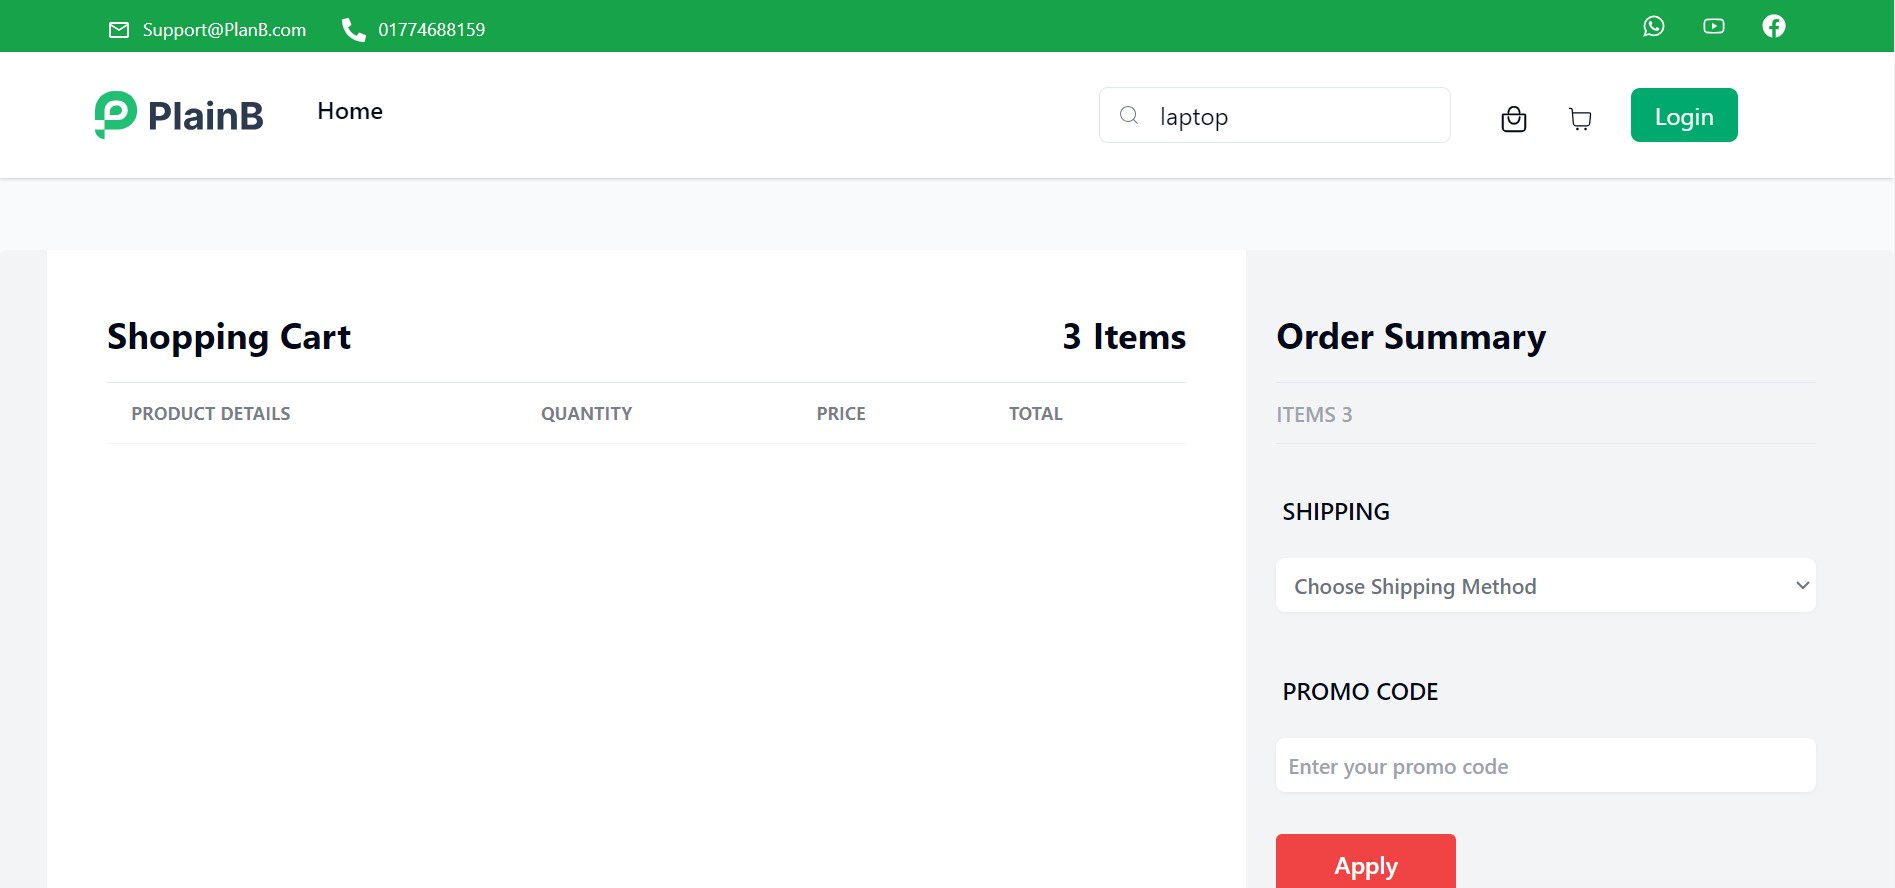 Support@PlanB.com 01774688159
PlainB Home laptop Login
Shopping Cart 3 Items
PRODUCT DETAILS QUANTITY PRICE TOTAL
Order Summary
ITEMS 3
SHIPPING
Choose Shipping Method
PROMO CODE
Enter your promo code
Apply